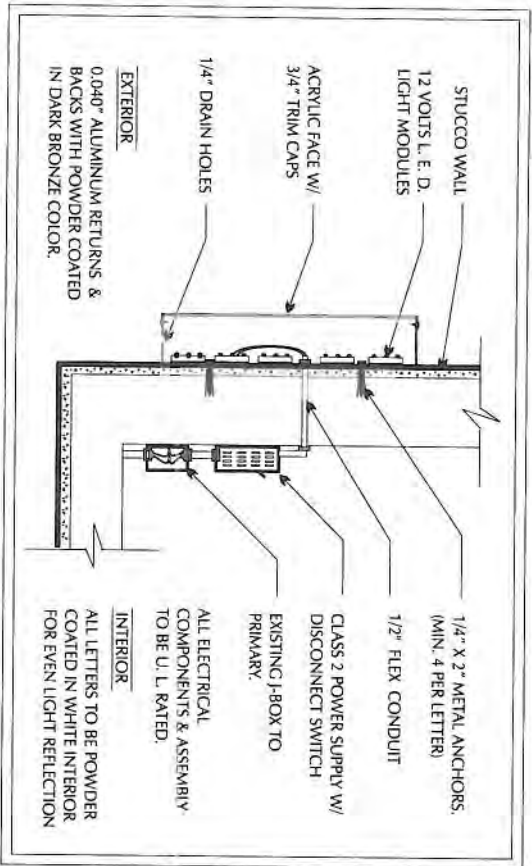 STUCCO WALL
12 VOLTS L. E. D.
LIGHT MODULES
ACRYLIC FACE W/
3/4" TRIM CAPS
1/4" DRAIN HOLES
EXTERIOR
0.040" ALUMINUM RETURNS &
BACKS WITH POWDER COATED
IN DARK BRONZE COLOR.
1/4" X 2" METAL ANCHORS.
(MIN. 4 PER LETTER)
1/2" FLEX CONDUIT
CLASS 2 POWER SUPPLY W/
DISCONNECT SWITCH
EXISTING J-BOX TO
PRIMARY.
ALL ELECTRICAL
COMPONENTS & ASSEMBLY
TO BE U. L. RATED.
INTERIOR
ALL LETTERS TO BE POWDER
COATED IN WHITE INTERIOR
FOR EVEN LIGHT REFLECTION